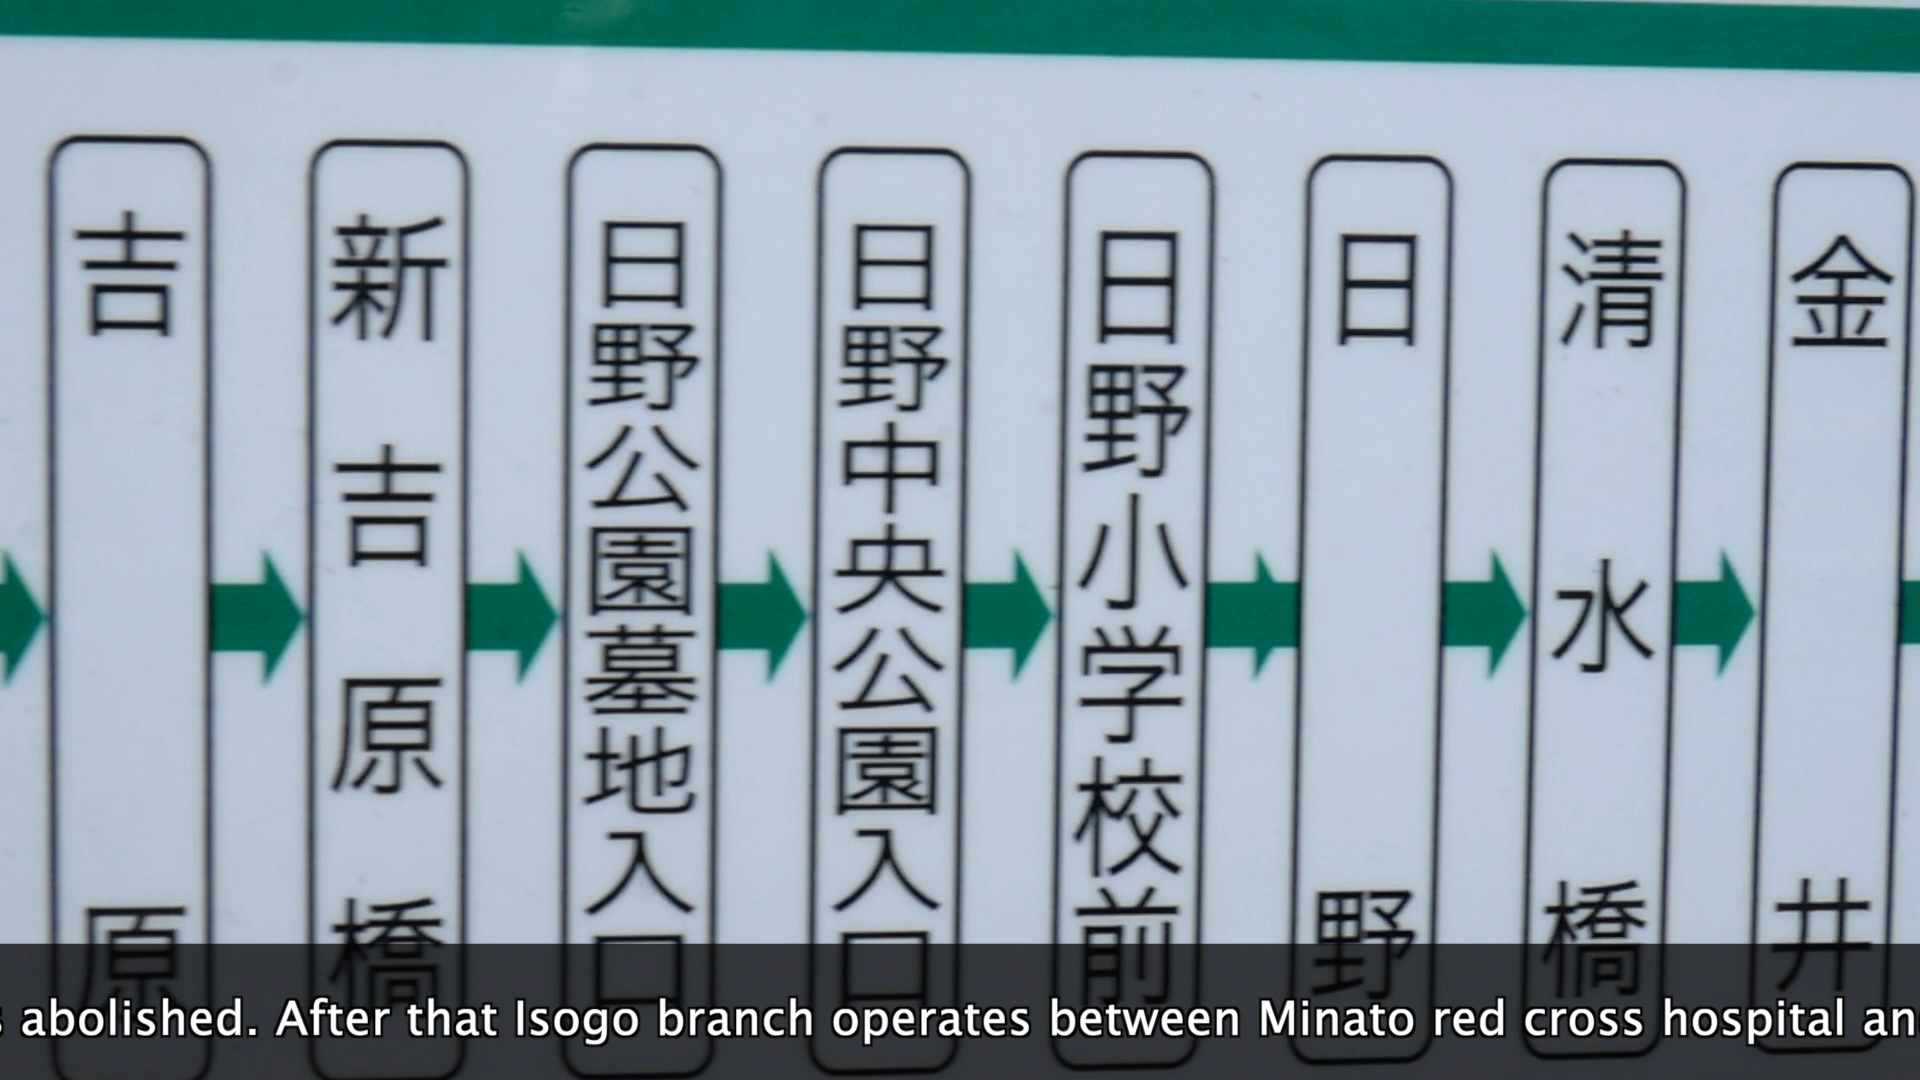 吉原
新吉原橋
日野公園墓地入口
日野中央公園入口
日野小学校前
日野
清水橋
金井
abolished. After that Isogo branch operates between Minato red cross hospital